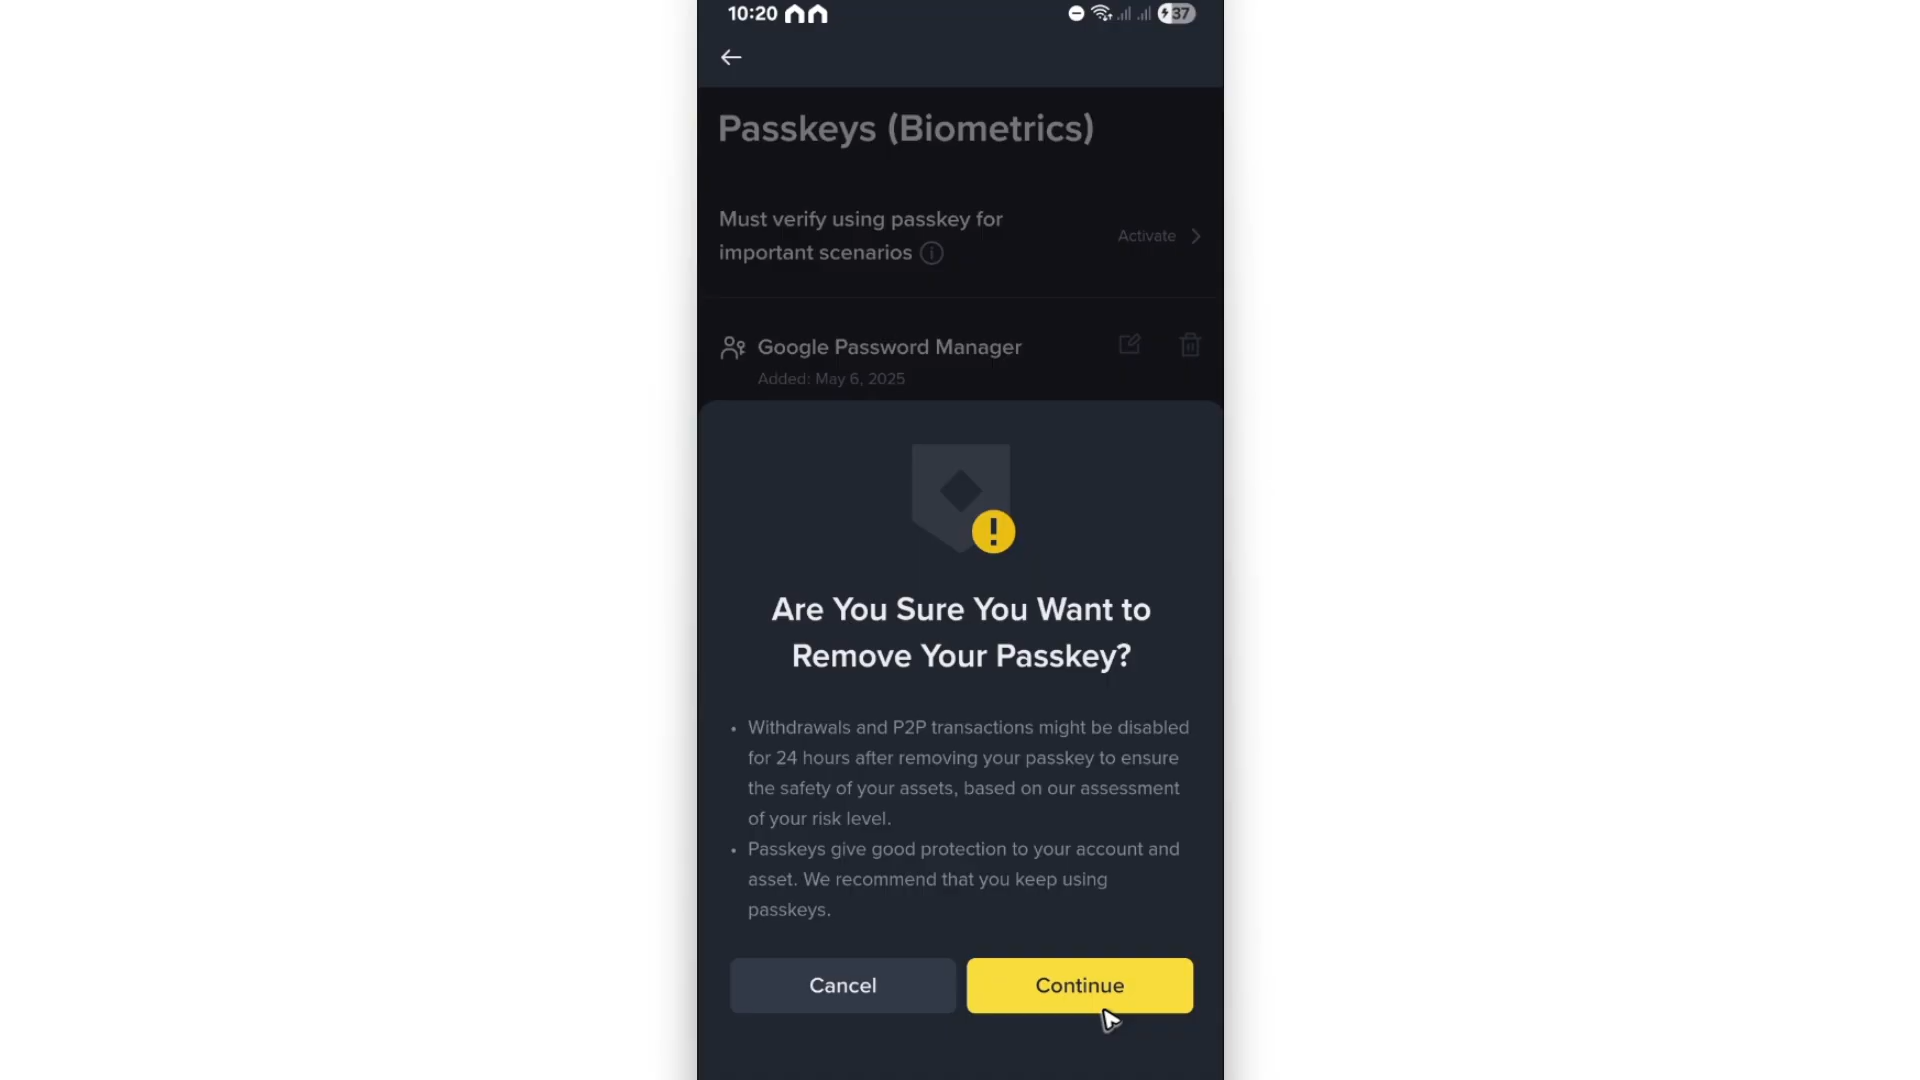 10:20
37
Passkeys (Biometrics)
Must verify using passkey for
important scenarios
Activate
Google Password Manager
Added: May 6, 2025
Are You Sure You Want to
Remove Your Passkey?
• Withdrawals and P2P transactions might be disabled
for 24 hours after removing your passkey to ensure
the safety of your assets, based on our assessment
of your risk level.
• Passkeys give good protection to your account and
asset. We recommend that you keep using
passkeys.
Cancel
Continue